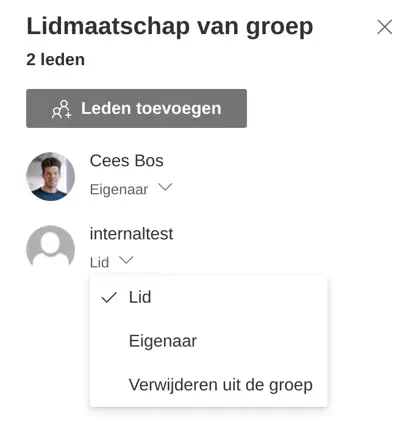 Lidmaatschap van groep
2 leden
Leden toevoegen
Cees Bos
Eigenaar
internaltest
Lid
Lid
Eigenaar
Verwijderen uit de groep